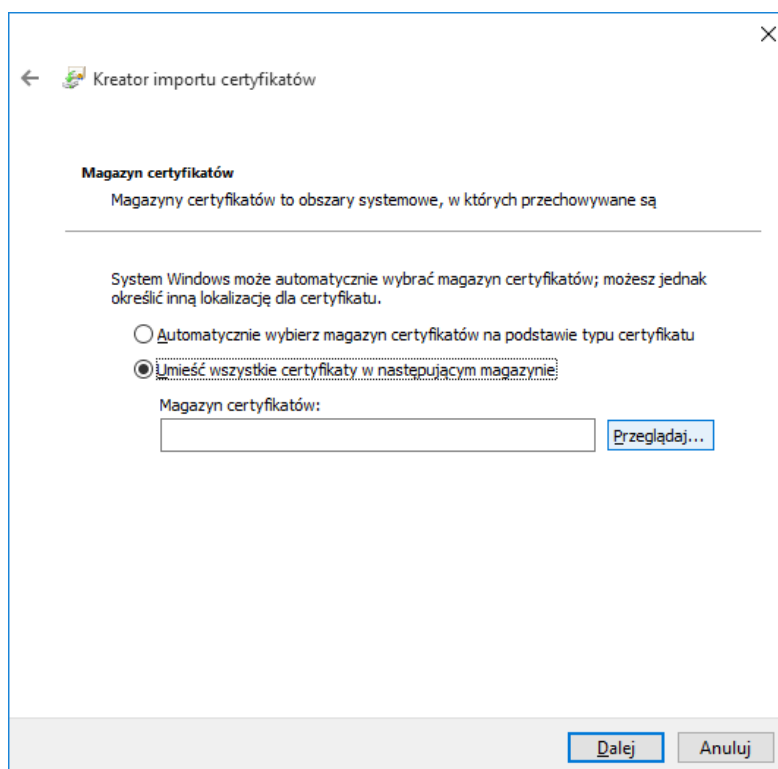 Kreator importu certyfikatów
Magazyn certyfikatów
Magazyny certyfikatów to obszary systemowe, w których przechowywane są
System Windows może automatycznie wybrać magazyn certyfikatów; możesz jednak
określić inną lokalizację dla certyfikatu.
Automatycznie wybierz magazyn certyfikatów na podstawie typu certyfikatu
Umieść wszystkie certyfikaty w następującym magazynie
Magazyn certyfikatów:
Przeglądaj...
Dalej
Anuluj